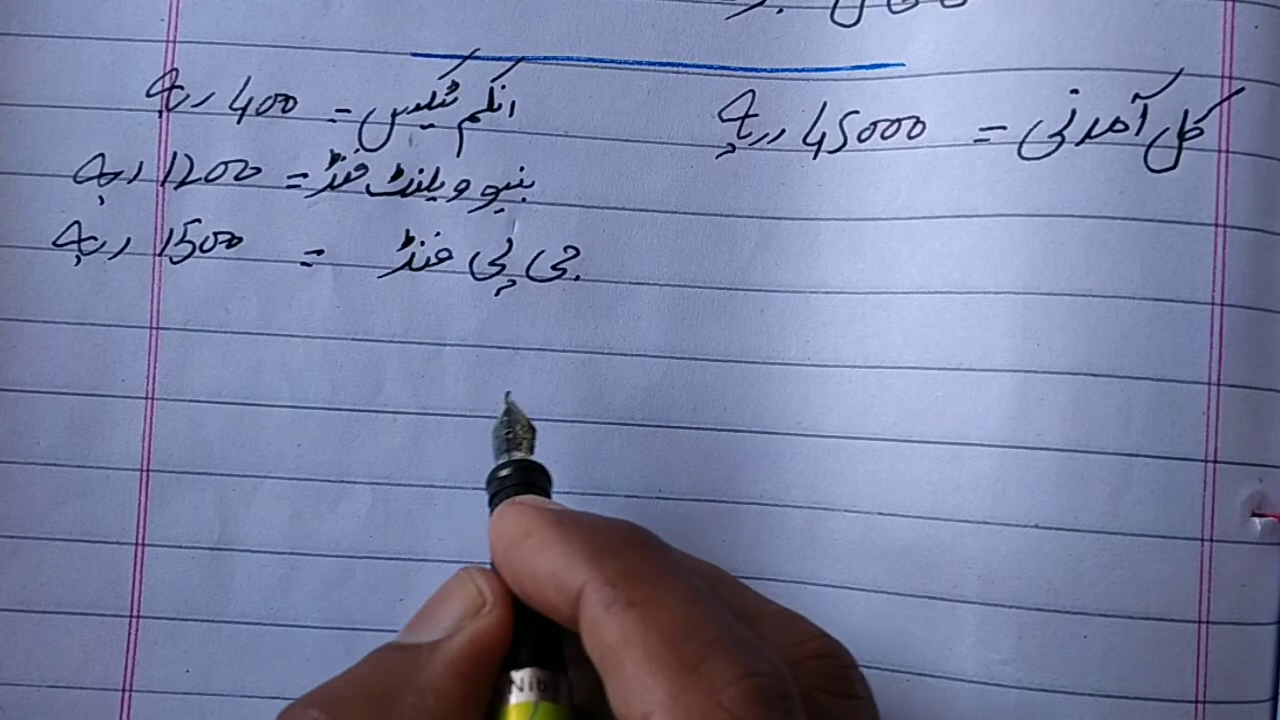 کل آمدنی = 45000 روپے
انکم ٹیکس = 400 روپے
بنیوویلنٹ فنڈ = 1200 روپے
جی پی فنڈ = 1500 روپے